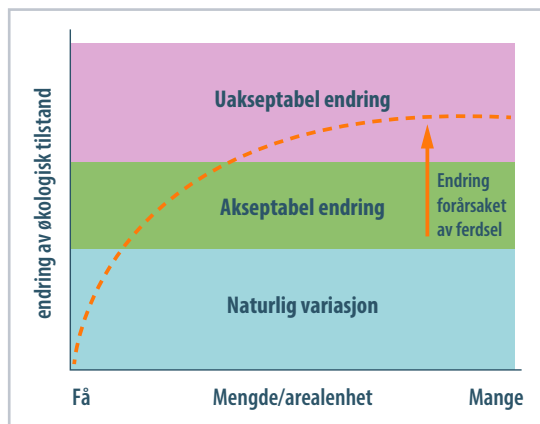 endring av økologisk tilstand
Uakseptabel endring
Akseptabel endring
Endring
forårsaket
av ferdsel
Naturlig variasjon
Få
Mengde/arealenhet
Mange